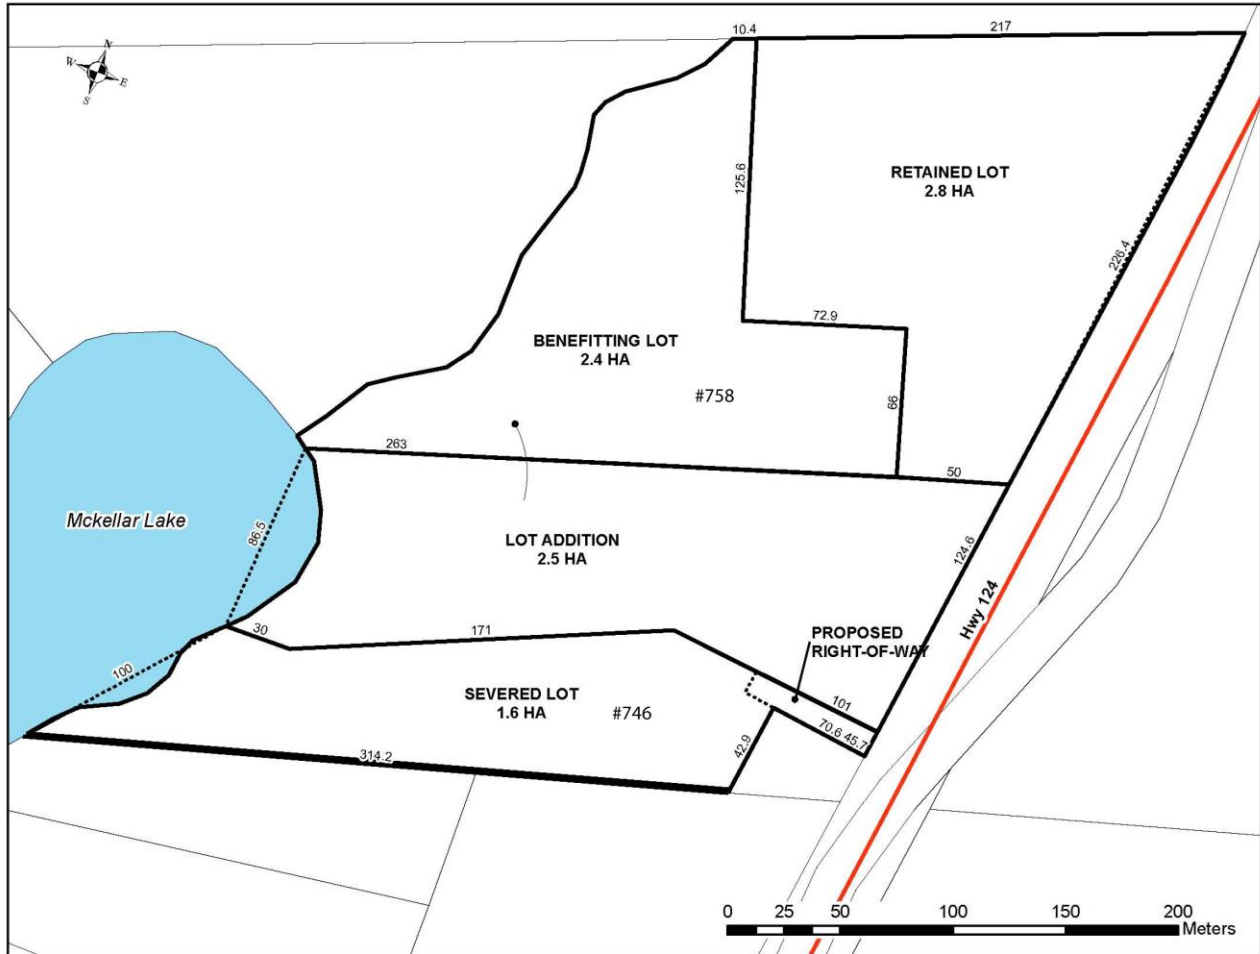 10.4
217
N
W
E
S
125.6
RETAINED LOT
2.8 HA
226.4
72.9
BENEFITTING LOT
2.4 HA
#758
66
263
50
Mckellar Lake
86.5
LOT ADDITION
2.5 HA
124.6
Hwy 124
30
171
PROPOSED
RIGHT-OF-WAY
100
SEVERED LOT
1.6 HA
#746
101
70.6
45.7
42.9
314.2
0 25 50 100 150 200
Meters